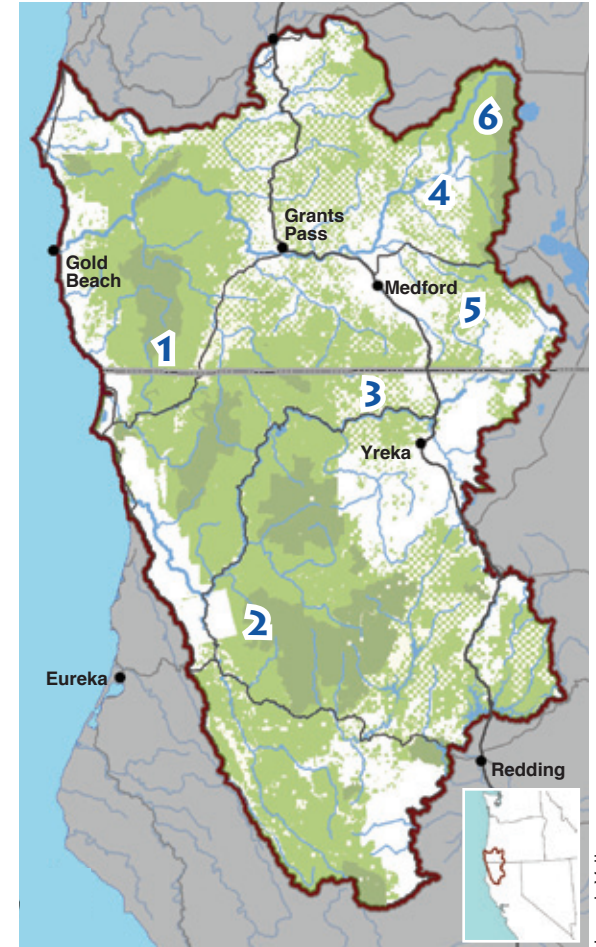 6
4
Grants
Pass
Gold
Beach
Medford
5
1
3
Yreka
2
Eureka
Redding